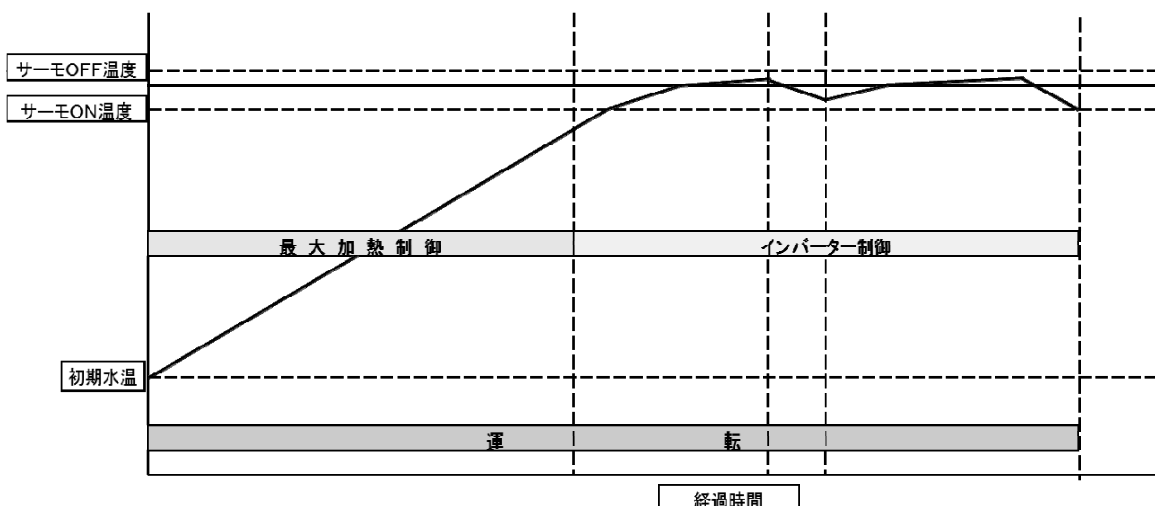 サーモOFF温度
サーモON温度
最大加熱制御
インバーター制御
初期水温
運転
経過時間